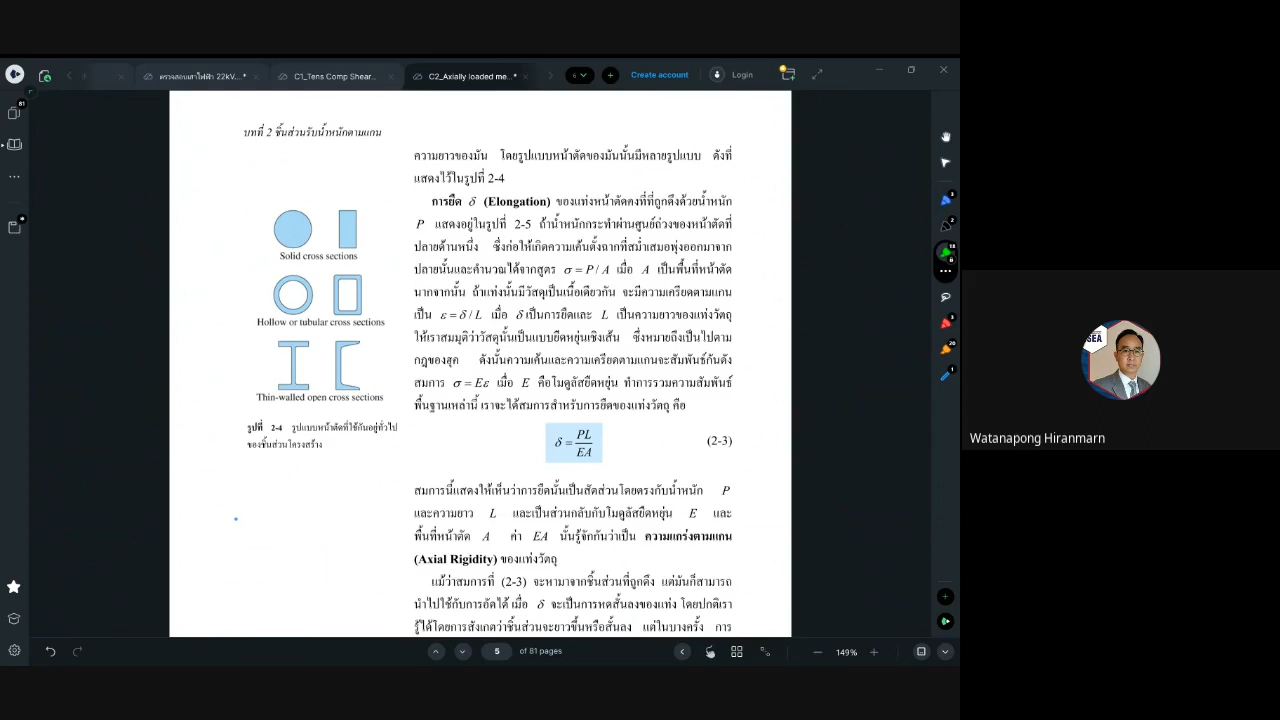 ตรวจสอบเสาไฟฟ้า 22kV...*
C1_Tens Comp Shear...
C2_Axially loaded me...*
6
Create account
Login
81
บทที่ 2 ชิ้นส่วนรับน้ำหนักตามแกน
Solid cross sections
Hollow or tubular cross sections
Thin-walled open cross sections
รูปที่ 2-4 รูปแบบหน้าตัดที่ใช้กันอยู่ทั่วไป
ของชิ้นส่วนโครงสร้าง
ความยาวของมัน โดยรูปแบบหน้าตัดของมันนั้นมีหลายรูปแบบ ดังที่
แสดงไว้ในรูปที่ 2-4
การยืด δ (Elongation) ของแท่งหน้าตัดคงที่ที่ถูกดึงด้วยน้ำหนัก
P แสดงอยู่ในรูปที่ 2-5 ถ้าน้ำหนักกระทำผ่านศูนย์ถ่วงของหน้าตัดที่
ปลายด้านหนึ่ง ซึ่งก่อให้เกิดความเค้นตั้งฉากที่สม่ำเสมอพุ่งออกมาจาก
ปลายนั้นและคำนวณได้จากสูตร σ = P / A เมื่อ A เป็นพื้นที่หน้าตัด
นากจากนั้น ถ้าแท่งนั้นมีวัสดุเป็นเนื้อเดียวกัน จะมีความเครียดตามแกน
เป็น ε = δ / L เมื่อ δ เป็นการยืดและ L เป็นความยาวของแท่งวัตถุ
ให้เราสมมุติว่าวัสดุนั้นเป็นแบบยืดหยุ่นเชิงเส้น ซึ่งหมายถึงเป็นไปตาม
กฎของฮุค ดังนั้นความเค้นและความเครียดตามแกนจะสัมพันธ์กันดัง
สมการ σ = Eε เมื่อ E คือโมดูลัสยืดหยุ่น ทำการรวมความสัมพันธ์
พื้นฐานเหล่านี้ เราจะได้สมการสำหรับการยืดของแท่งวัตถุ คือ
δ = PL / EA (2-3)
สมการนี้แสดงให้เห็นว่าการยืดนั้นเป็นสัดส่วนโดยตรงกับน้ำหนัก P
และความยาว L และเป็นส่วนกลับกับโมดูลัสยืดหยุ่น E และ
พื้นที่หน้าตัด A ค่า EA นั้นรู้จักกันว่าเป็น ความแกร่งตามแกน
(Axial Rigidity) ของแท่งวัตถุ
แม้ว่าสมการที่ (2-3) จะหามาจากชิ้นส่วนที่ถูกดึง แต่มันก็สามารถ
นำไปใช้กับการอัดได้ เมื่อ δ จะเป็นการหดสั้นลงของแท่ง โดยปกติเรา
รู้ได้โดยการสังเกตว่าชิ้นส่วนจะยาวขึ้นหรือสั้นลง แต่ในบางครั้ง การ
5
of 81 pages
149%
Watanapong Hiranmarn